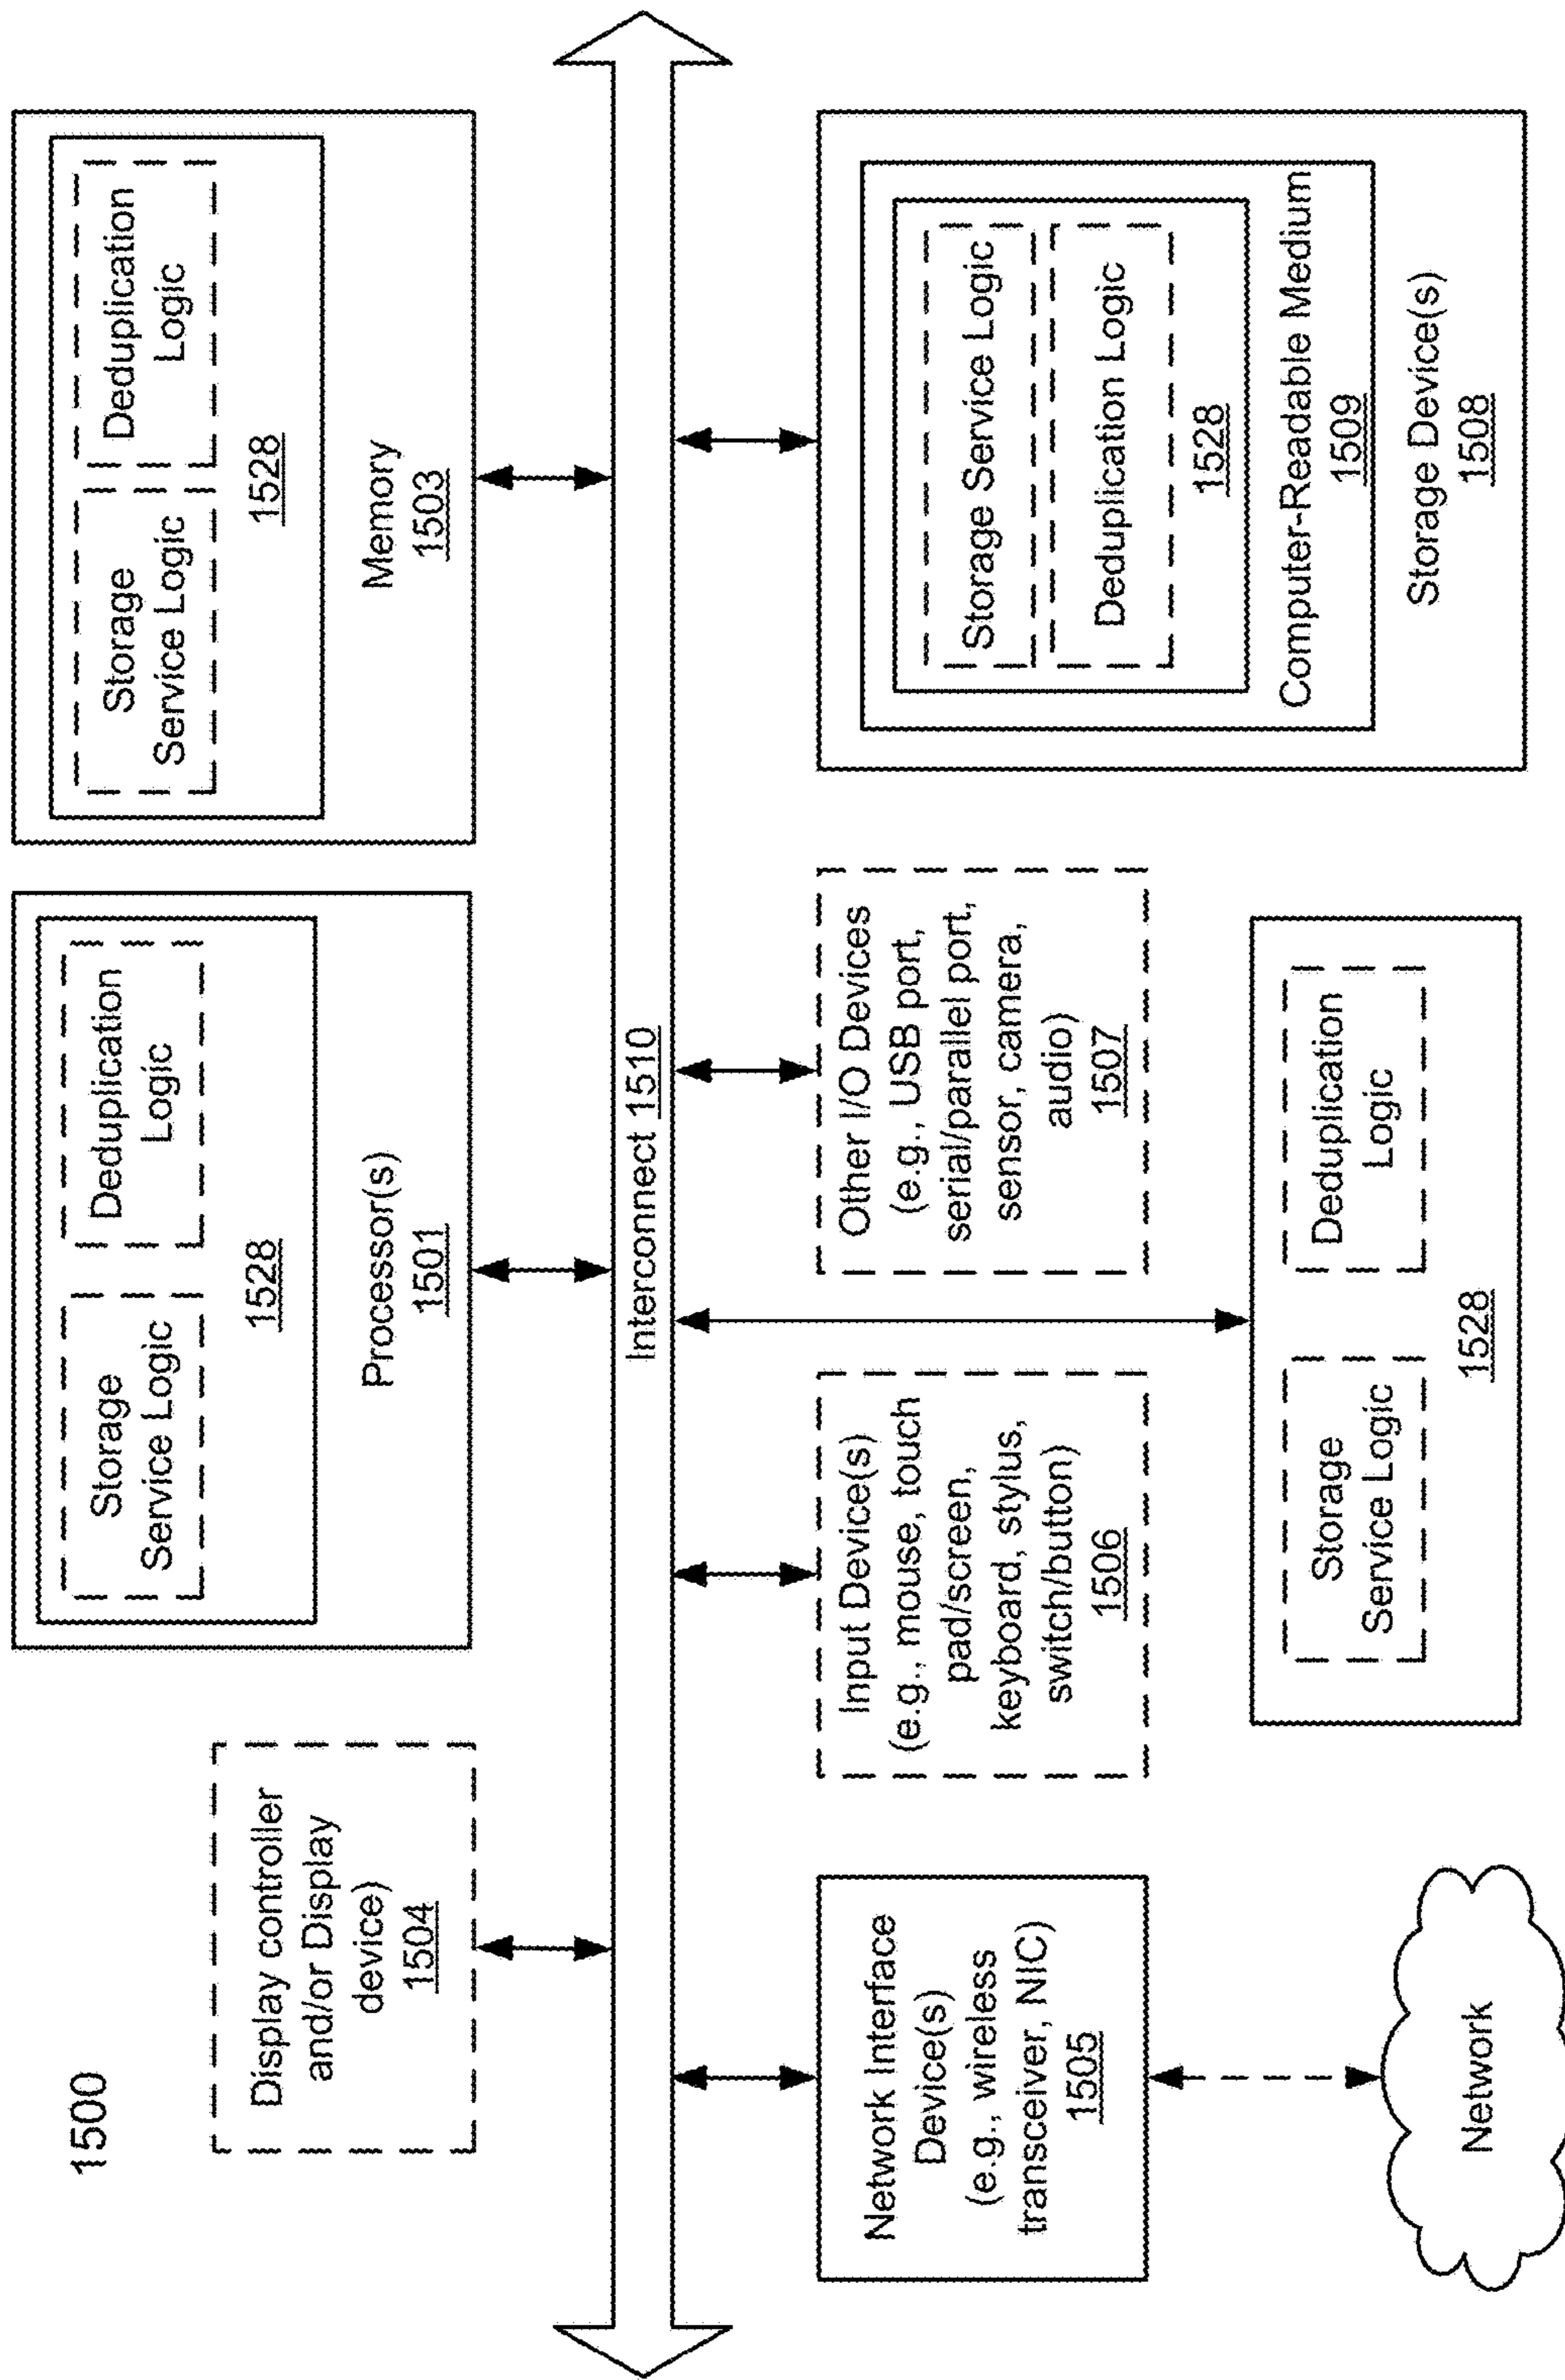 1500
Display controller
and/or Display
device)
1504
Storage
Service Logic
Deduplication
Logic
1528
Processor(s)
1501
Storage
Service Logic
Deduplication
Logic
1528
Memory
1503
Interconnect 1510
Network Interface
Device(s)
(e.g., wireless
transceiver, NIC)
1505
Input Device(s)
(e.g., mouse, touch
pad/screen,
keyboard, stylus,
switch/button)
1506
Other I/O Devices
(e.g., USB port,
serial/parallel port,
sensor, camera,
audio)
1507
Storage Service Logic
Deduplication Logic
1528
Computer-Readable Medium
1509
Storage Device(s)
1508
Network
Storage
Service Logic
Deduplication
Logic
1528